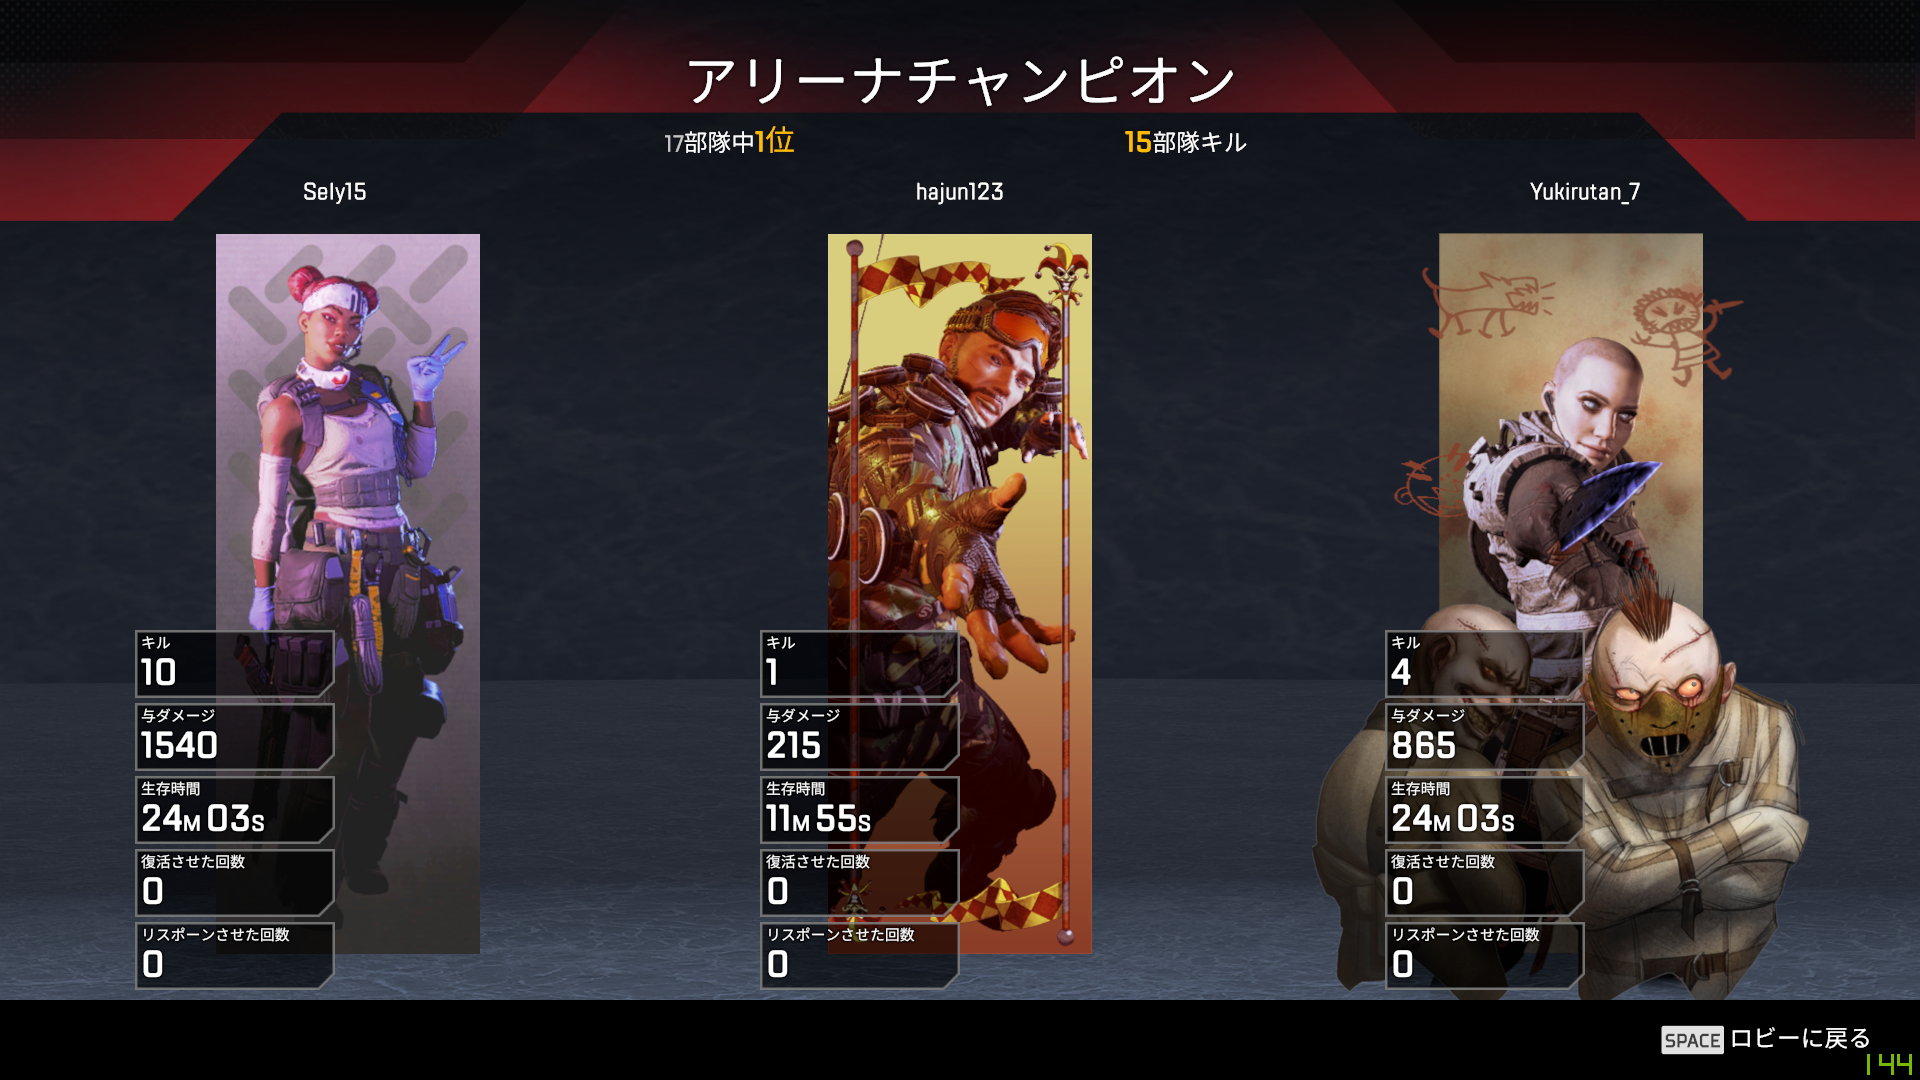 アリーナチャンピオン
17部隊中1位
15部隊キル
Sely15
hajun123
Yukirutan_7
キル
10
与ダメージ
1540
生存時間
24M 03S
復活させた回数
0
リスポーンさせた回数
0
キル
1
与ダメージ
215
生存時間
11M 55S
復活させた回数
0
リスポーンさせた回数
0
キル
4
与ダメージ
865
生存時間
24M 03S
復活させた回数
0
リスポーンさせた回数
0
SPACE ロビーに戻る
144